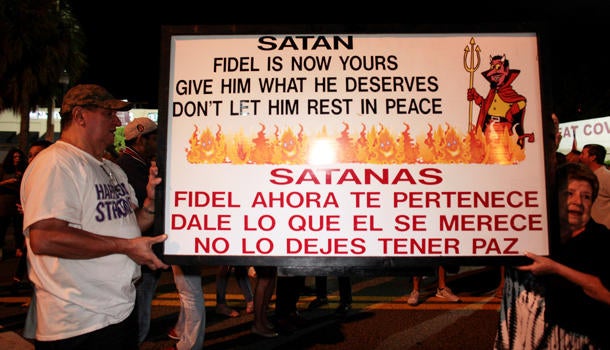 SATAN
FIDEL IS NOW YOURS
GIVE HIM WHAT HE DESERVES
DON'T LET HIM REST IN PEACE
SATANAS
FIDEL AHORA TE PERTENECE
DALE LO QUE EL SE MERECE
NO LO DEJES TENER PAZ